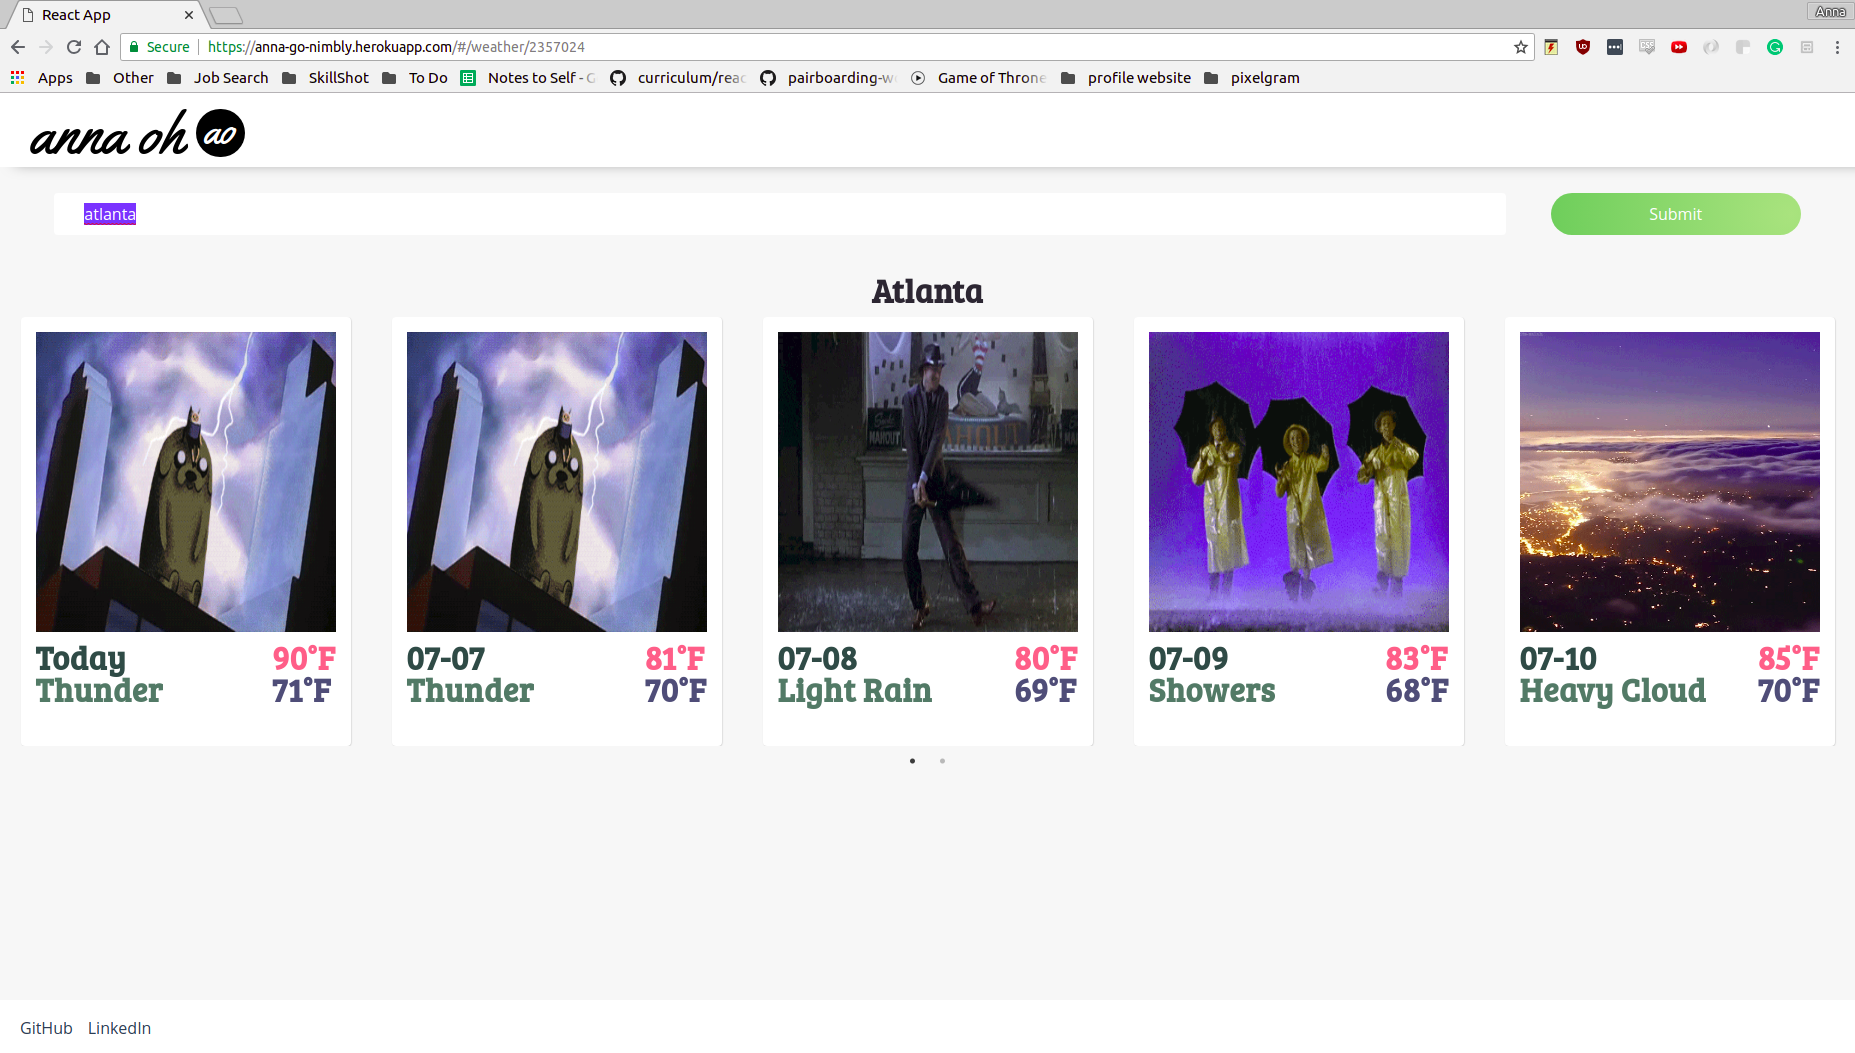 React App
Anna
Secure https://anna-go-nimbly.herokuapp.com/#/weather/2357024
Apps Other Job Search SkillShot To Do Notes to Self - G curriculum/reac pairboarding-w Game of Throne profile website pixelgram
anna oh ao
atlanta
Submit
Atlanta
MAHOUT MAHOUT
Today 90°F
Thunder 71°F
07-07 81°F
Thunder 70°F
07-08 80°F
Light Rain 69°F
07-09 83°F
Showers 68°F
07-10 85°F
Heavy Cloud 70°F
GitHub LinkedIn